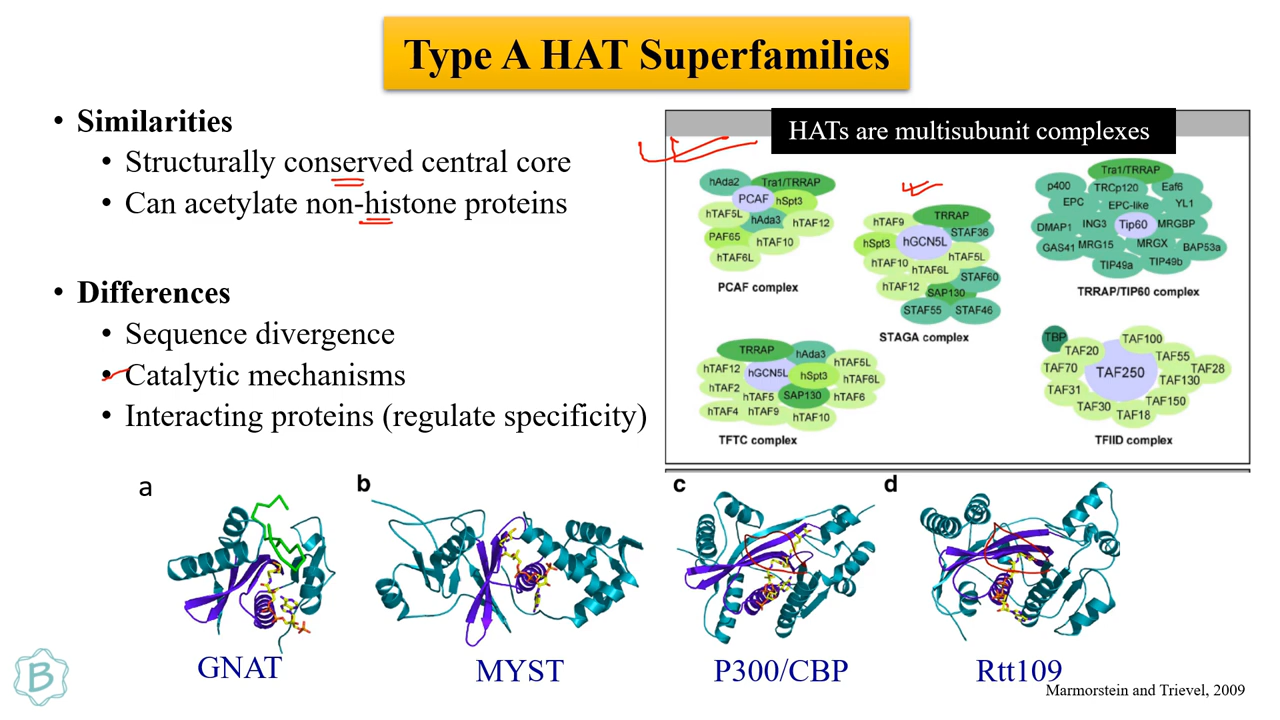 Type A HAT Superfamilies
• Similarities
• Structurally conserved central core
• Can acetylate non-histone proteins
• Differences
• Sequence divergence
• Catalytic mechanisms
• Interacting proteins (regulate specificity)
HATs are multisubunit complexes
hAda2 Tra1/TRRAP
PCAF hSpt3
hTAF5L hAda3 hTAF12
PAF65 hTAF10
hTAF6L
PCAF complex
TRRAP
hTAF9 STAF36
hSpt3 hGCN5L
hTAF10 hTAF6L hTAF5L
hTAF12 SAP130 STAF60
STAF55 STAF46
STAGA complex
Tra1/TRRAP
p400 TRCp120 Eaf6
EPC EPC-like YL1
DMAP1 ING3 Tip60 MRGBP
GAS41 MRG15 MRGX BAP53a
TIP49a TIP49b
TRRAP/TIP60 complex
TRRAP hAda3
hTAF12 hGCN5L hSpt3 hTAF5L
hTAF2 hTAF5 SAP130 hTAF6L
hTAF4 hTAF9 hTAF10 hTAF6
TFTC complex
TBP TAF20 TAF100
TAF70 TAF250 TAF55 TAF28
TAF31 TAF130
TAF30 TAF18 TAF150
TFIID complex
a b c d
GNAT MYST P300/CBP Rtt109
B
Marmorstein and Trievel, 2009